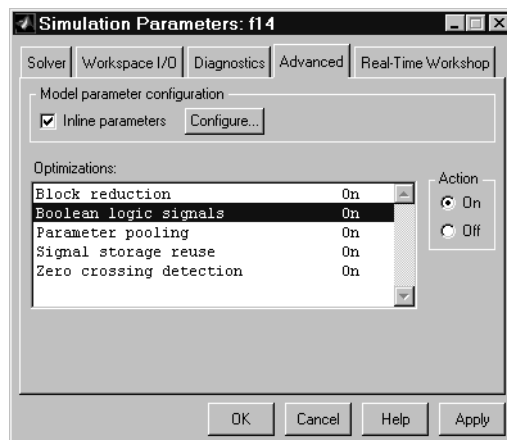 Simulation Parameters: f14
Solver Workspace I/O Diagnostics Advanced Real-Time Workshop
Model parameter configuration
Inline parameters Configure...
Optimizations:
Action
Block reduction On
Boolean logic signals On
Parameter pooling On
Signal storage reuse On
Zero crossing detection On
On
Off
OK Cancel Help Apply